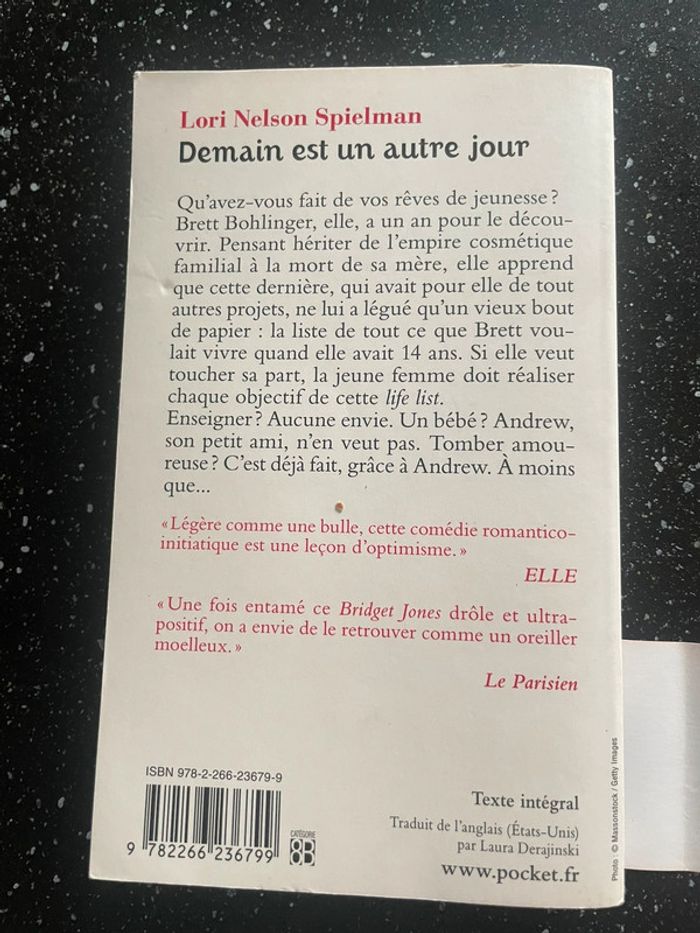 Lori Nelson Spielman
Demain est un autre jour
Qu'avez-vous fait de vos rêves de jeunesse ?
Brett Bohlinger, elle, a un an pour le décou-
vrir. Pensant hériter de l'empire cosmétique
familial à la mort de sa mère, elle apprend
que cette dernière, qui avait pour elle de tout
autres projets, ne lui a légué qu'un vieux bout
de papier : la liste de tout ce que Brett vou-
lait vivre quand elle avait 14 ans. Si elle veut
toucher sa part, la jeune femme doit réaliser
chaque objectif de cette life list.
Enseigner ? Aucune envie. Un bébé ? Andrew,
son petit ami, n'en veut pas. Tomber amou-
reuse ? C'est déjà fait, grâce à Andrew. À moins
que...
« Légère comme une bulle, cette comédie romantico-
initiatique est une leçon d'optimisme. »
ELLE
« Une fois entamé ce Bridget Jones drôle et ultra-
positif, on a envie de le retrouver comme un oreiller
moelleux. »
Le Parisien
ISBN 978-2-266-23679-9
9 782266 236799
CATÉGORIE
8B
Texte intégral
Traduit de l'anglais (États-Unis)
par Laura Derajinski
www.pocket.fr
Photo : © Massonstock / Getty Images